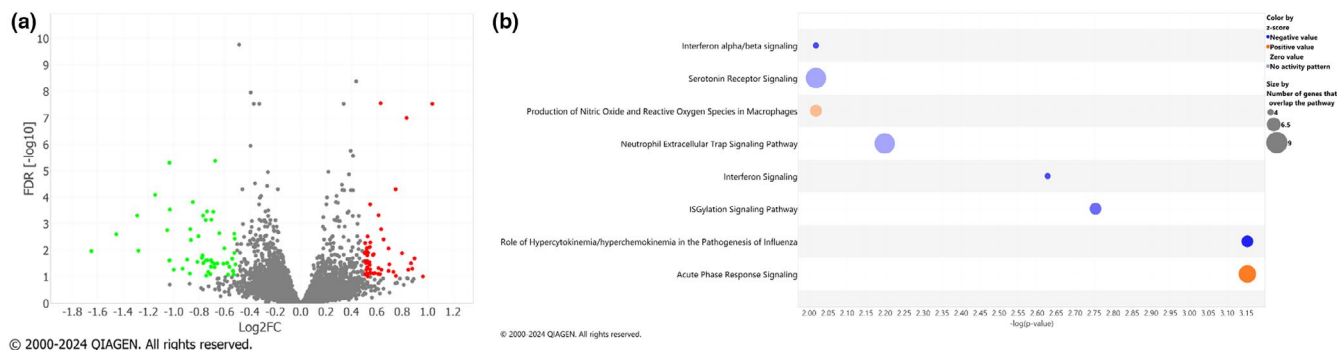 (a)
FDR [-log10]
10
9
8
7
6
5
4
3
2
1
0
-1.8 -1.6 -1.4 -1.2 -1.0 -0.8 -0.6 -0.4 -0.2 0.0 0.2 0.4 0.6 0.8 1.0 1.2
Log2FC
© 2000-2024 QIAGEN. All rights reserved.
(b)
Interferon alpha/beta signaling
Serotonin Receptor Signaling
Production of Nitric Oxide and Reactive Oxygen Species in Macrophages
Neutrophil Extracellular Trap Signaling Pathway
Interferon Signaling
ISGylation Signaling Pathway
Role of Hypercytokinemia/hyperchemokinemia in the Pathogenesis of Influenza
Acute Phase Response Signaling
2.00 2.05 2.10 2.15 2.20 2.25 2.30 2.35 2.40 2.45 2.50 2.55 2.60 2.65 2.70 2.75 2.80 2.85 2.90 2.95 3.00 3.05 3.10 3.15
-log(p-value)
Color by
z-score
Negative value
Positive value
Zero value
No activity pattern
Size by
Number of genes that
overlap the pathway
4
6.5
9
© 2000-2024 QIAGEN. All rights reserved.